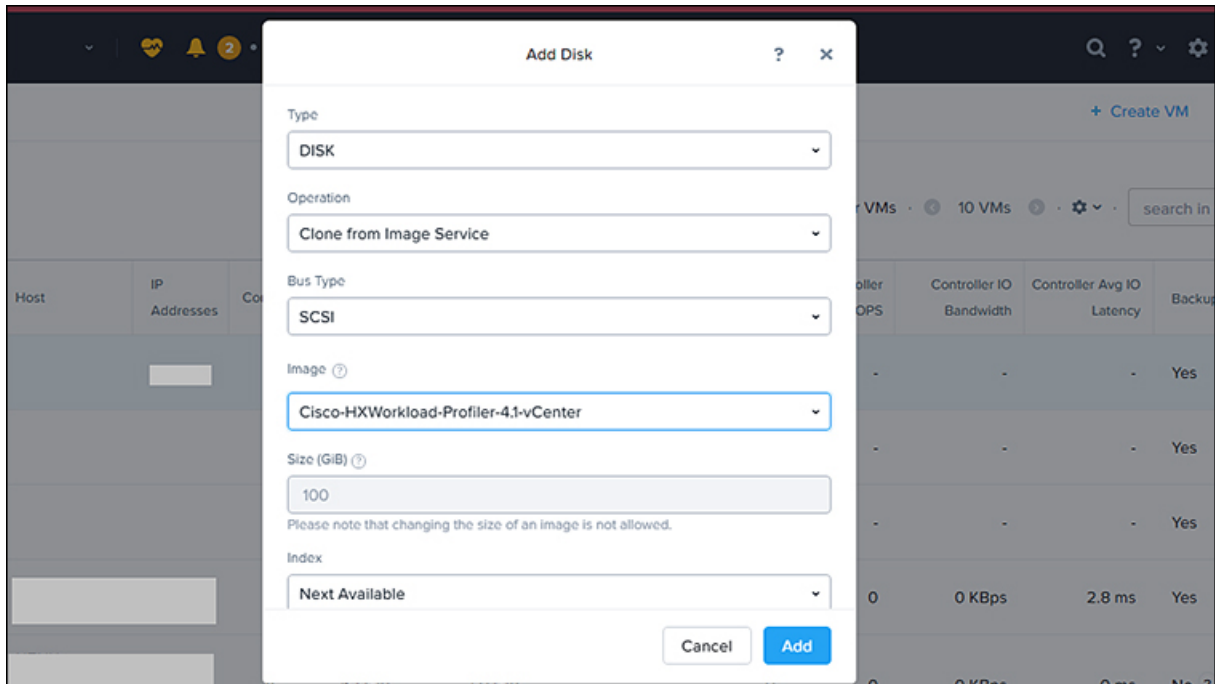 2
Add Disk
?
?
+ Create VM
Type
DISK
Operation
Clone from Image Service
VMs
10 VMs
search in
Bus Type
SCSI
Host
IP
Addresses
Controller IO
Bandwidth
Controller Avg IO
Latency
Image ?
Cisco-HXWorkload-Profiler-4.1-vCenter
- - - Yes
Size (GiB) ?
100
Please note that changing the size of an image is not allowed.
- - - Yes
- - - Yes
Index
Next Available
0
0 KBps
2.8 ms
Yes
Cancel
Add